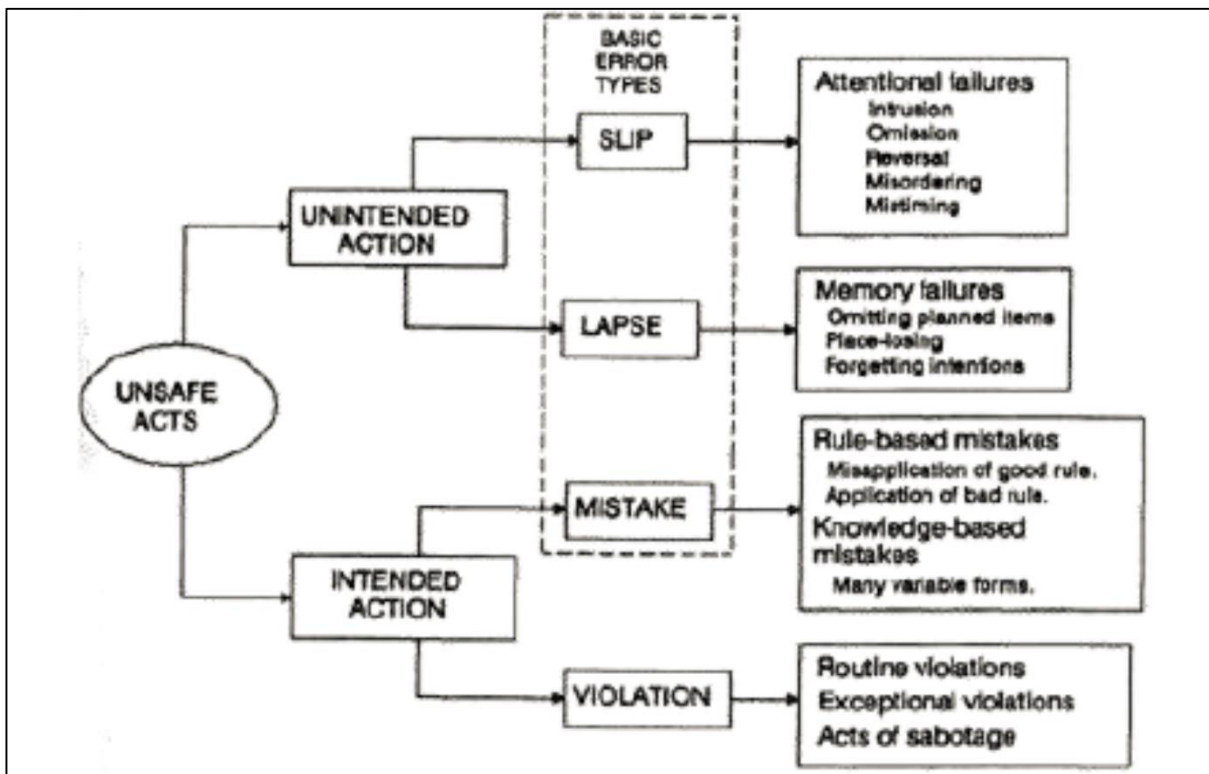 BASIC
ERROR
TYPES
SLIP
Attentional failures
Intrusion
Omission
Reversal
Misordering
Mistiming
UNINTENDED
ACTION
LAPSE
Memory failures
Omitting planned items
Place-losing
Forgetting intentions
UNSAFE
ACTS
MISTAKE
Rule-based mistakes
Misapplication of good rule.
Application of bad rule.
Knowledge-based
mistakes
Many variable forms.
INTENDED
ACTION
VIOLATION
Routine violations
Exceptional violations
Acts of sabotage